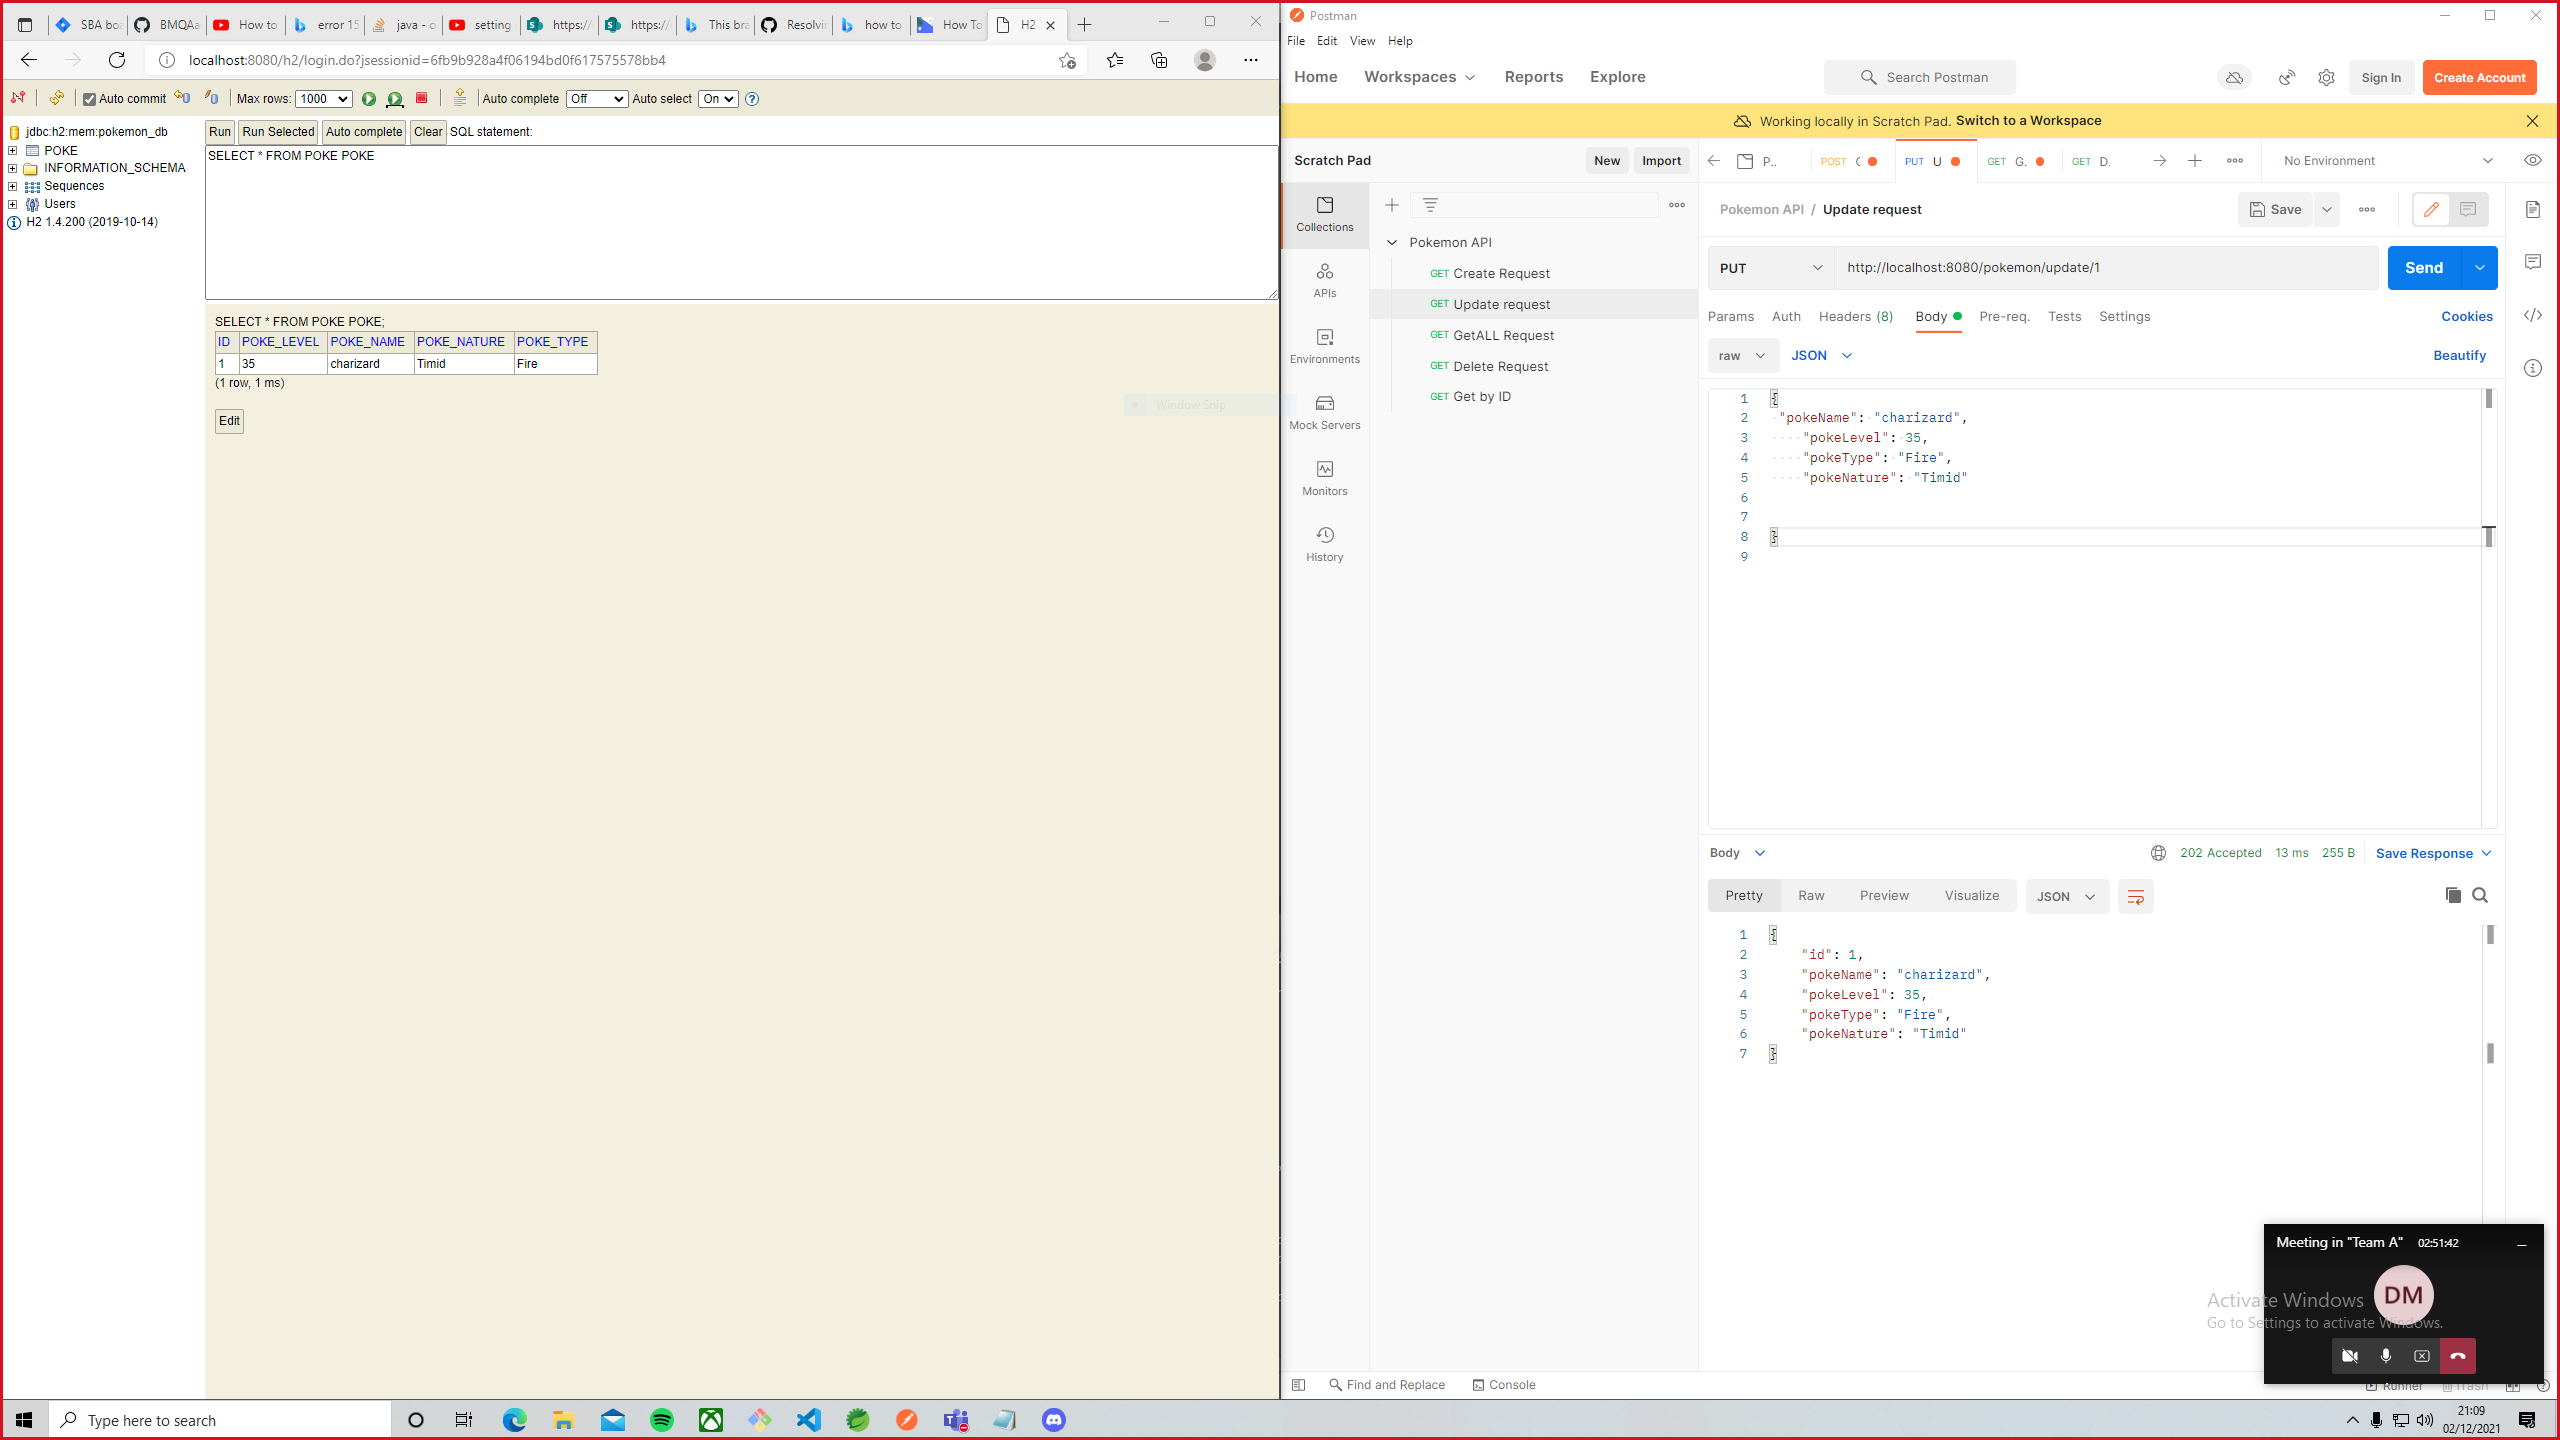 SBA boa
BMQAa
How to
error 15
java - o
setting
https://
https://
This bra
Resolvin
how to
How To
H2
localhost:8080/h2/login.do?jsessionid=6fb9b928a4f06194bd0f617575578bb4
Auto commit
Max rows: 1000
Auto complete Off
Auto select On
jdbc:h2:mem:pokemon_db
POKE
INFORMATION_SCHEMA
Sequences
Users
H2 1.4.200 (2019-10-14)
Run
Run Selected
Auto complete
Clear
SQL statement:
SELECT * FROM POKE POKE
SELECT * FROM POKE POKE;
ID POKE_LEVEL POKE_NAME POKE_NATURE POKE_TYPE
1 35 charizard Timid Fire
(1 row, 1 ms)
Edit
Window Snip
Postman
File Edit View Help
Home Workspaces Reports Explore
Search Postman
Sign In
Create Account
Working locally in Scratch Pad. Switch to a Workspace
Scratch Pad
New
Import
P..
POST
PUT U
GET G.
GET D.
No Environment
Collections
APIs
Environments
Mock Servers
Monitors
History
Pokemon API
GET Create Request
GET Update request
GET GetALL Request
GET Delete Request
GET Get by ID
Pokemon API / Update request
Save
PUT
http://localhost:8080/pokemon/update/1
Send
Params Auth Headers (8) Body Pre-req. Tests Settings
Cookies
raw JSON
Beautify
1 {
2 "pokeName": "charizard",
3 "pokeLevel": 35,
4 "pokeType": "Fire",
5 "pokeNature": "Timid"
6
7
8 }
9
Body
202 Accepted 13 ms 255 B
Save Response
Pretty Raw Preview Visualize
JSON
1 {
2 "id": 1,
3 "pokeName": "charizard",
4 "pokeLevel": 35,
5 "pokeType": "Fire",
6 "pokeNature": "Timid"
7 }
Meeting in "Team A" 02:51:42
DM
Activate Windows
Go to Settings to activate Windows.
Find and Replace
Console
Runner
Trash
Type here to search
21:09
02/12/2021